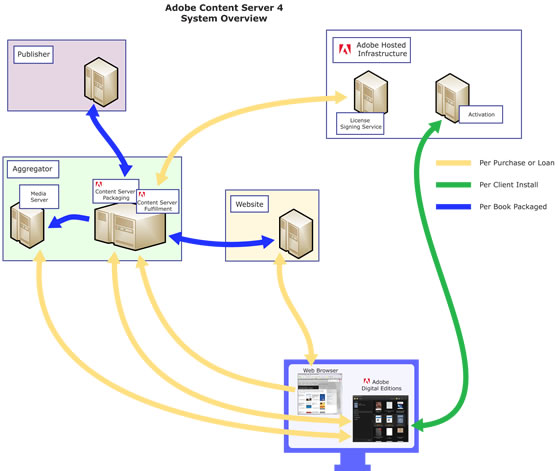 Adobe Content Server 4
System Overview
Publisher
Adobe Hosted
Infrastructure
License
Signing Service
Activation
Per Purchase or Loan
Per Client Install
Per Book Packaged
Aggregator
Media
Server
Content Server
Packaging
Content Server
Fulfillment
Website
Web Browser
Adobe
Digital Editions